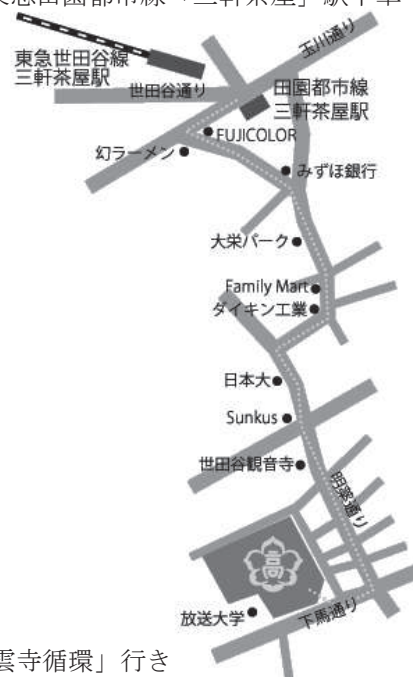 東急田園都市線「三軒茶屋」駅下車
東急世田谷線
三軒茶屋駅
玉川通り
世田谷通り
田園都市線
三軒茶屋駅
FUJICOLOR
幻ラーメン
みずほ銀行
大栄パーク
Family Mart
ダイキン工業
日本大
Sunkus
世田谷観音寺
明薬通り
高
放送大学
下馬通り
雲寺循環」行き